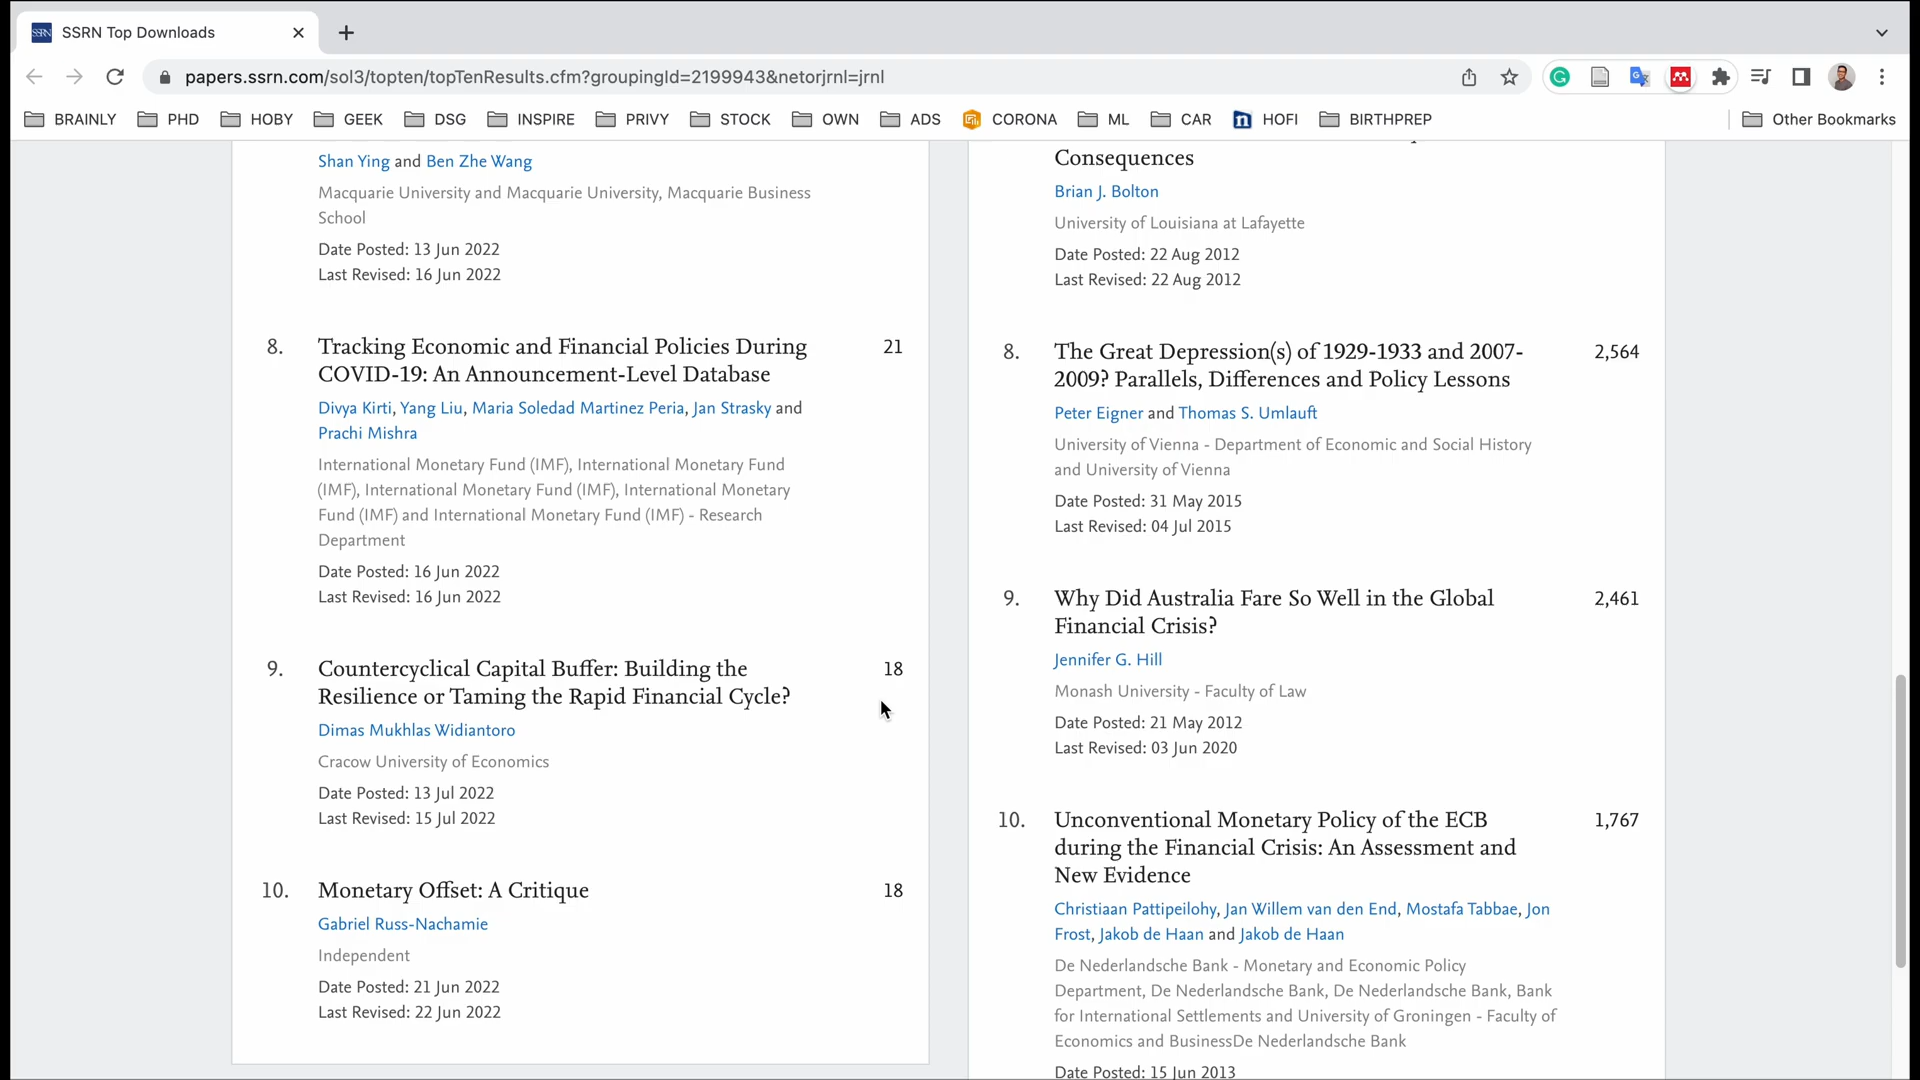 SSRN Top Downloads
papers.ssrn.com/sol3/topten/topTenResults.cfm?groupingId=2199943&netorjrnl=jrnl
BRAINLY PHD HOBY GEEK DSG INSPIRE PRIVY STOCK OWN ADS CORONA ML CAR HOFI BIRTHPREP Other Bookmarks
Shan Ying and Ben Zhe Wang
Macquarie University and Macquarie University, Macquarie Business
School
Date Posted: 13 Jun 2022
Last Revised: 16 Jun 2022
8. Tracking Economic and Financial Policies During 21
COVID-19: An Announcement-Level Database
Divya Kirti, Yang Liu, Maria Soledad Martinez Peria, Jan Strasky and
Prachi Mishra
International Monetary Fund (IMF), International Monetary Fund
(IMF), International Monetary Fund (IMF), International Monetary
Fund (IMF) and International Monetary Fund (IMF) - Research
Department
Date Posted: 16 Jun 2022
Last Revised: 16 Jun 2022
9. Countercyclical Capital Buffer: Building the 18
Resilience or Taming the Rapid Financial Cycle?
Dimas Mukhlas Widiantoro
Cracow University of Economics
Date Posted: 13 Jul 2022
Last Revised: 15 Jul 2022
10. Monetary Offset: A Critique 18
Gabriel Russ-Nachamie
Independent
Date Posted: 21 Jun 2022
Last Revised: 22 Jun 2022
Consequences
Brian J. Bolton
University of Louisiana at Lafayette
Date Posted: 22 Aug 2012
Last Revised: 22 Aug 2012
8. The Great Depression(s) of 1929-1933 and 2007- 2,564
2009? Parallels, Differences and Policy Lessons
Peter Eigner and Thomas S. Umlauft
University of Vienna - Department of Economic and Social History
and University of Vienna
Date Posted: 31 May 2015
Last Revised: 04 Jul 2015
9. Why Did Australia Fare So Well in the Global 2,461
Financial Crisis?
Jennifer G. Hill
Monash University - Faculty of Law
Date Posted: 21 May 2012
Last Revised: 03 Jun 2020
10. Unconventional Monetary Policy of the ECB 1,767
during the Financial Crisis: An Assessment and
New Evidence
Christiaan Pattipeilohy, Jan Willem van den End, Mostafa Tabbae, Jon
Frost, Jakob de Haan and Jakob de Haan
De Nederlandsche Bank - Monetary and Economic Policy
Department, De Nederlandsche Bank, De Nederlandsche Bank, Bank
for International Settlements and University of Groningen - Faculty of
Economics and BusinessDe Nederlandsche Bank
Date Posted: 15 Jun 2013